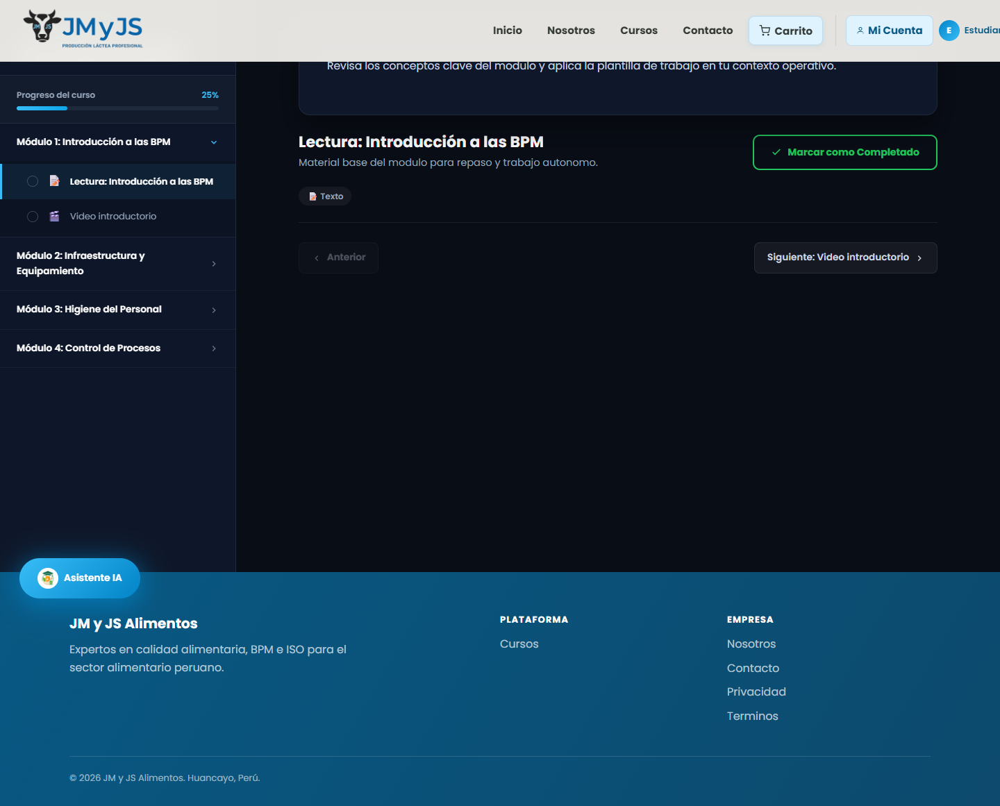 JM JS JMyJS
PRODUCCIÓN LÁCTEA PROFESIONAL
Inicio
Nosotros
Cursos
Contacto
Carrito
Mi Cuenta
E
Estudian
Progreso del curso
25%
Módulo 1: Introducción a las BPM
Lectura: Introducción a las BPM
Video introductorio
Módulo 2: Infraestructura y
Equipamiento
Módulo 3: Higiene del Personal
Módulo 4: Control de Procesos
Revisa los conceptos clave del modulo y aplica la plantilla de trabajo en tu contexto operativo.
Lectura: Introducción a las BPM
Material base del modulo para repaso y trabajo autonomo.
Marcar como Completado
Texto
Anterior
Siguiente: Video introductorio
Asistente IA
JM y JS Alimentos
Expertos en calidad alimentaria, BPM e ISO para el
sector alimentario peruano.
PLATAFORMA
Cursos
EMPRESA
Nosotros
Contacto
Privacidad
Terminos
© 2026 JM y JS Alimentos. Huancayo, Perú.